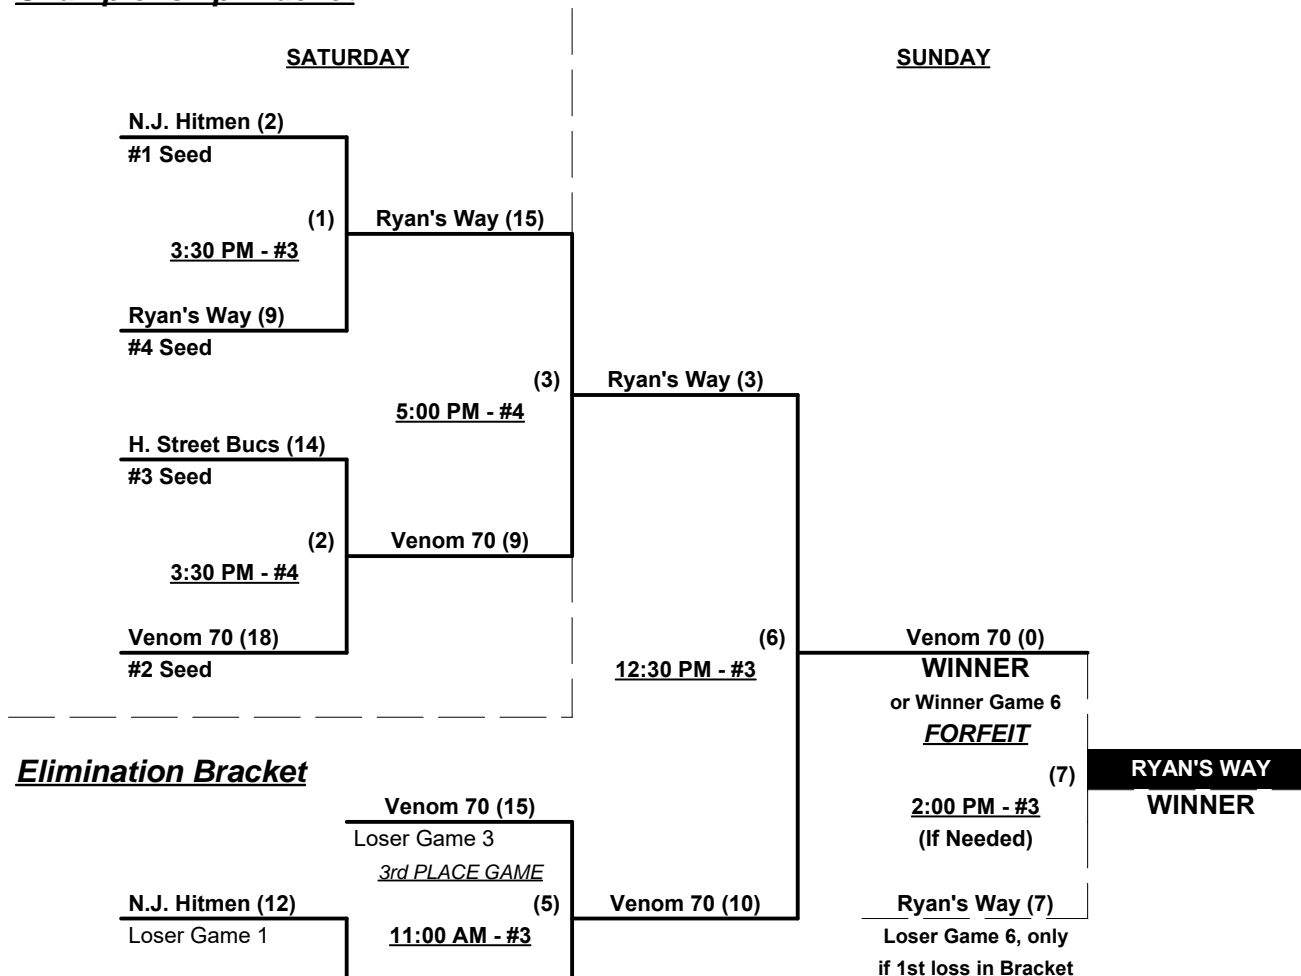 SATURDAY
SUNDAY
N.J. Hitmen (2)
#1 Seed
(1)
Ryan's Way (15)
3:30 PM - #3
Ryan's Way (9)
#4 Seed
(3)
Ryan's Way (3)
5:00 PM - #4
H. Street Bucs (14)
#3 Seed
(2)
Venom 70 (9)
3:30 PM - #4
Venom 70 (18)
#2 Seed
(6)
12:30 PM - #3
Venom 70 (0)
WINNER
or Winner Game 6
FORFEIT
(7)
2:00 PM - #3
(If Needed)
RYAN'S WAY
WINNER
Elimination Bracket
Venom 70 (15)
Loser Game 3
3rd PLACE GAME
N.J. Hitmen (12)
Loser Game 1
(5)
11:00 AM - #3
Venom 70 (10)
Ryan's Way (7)
Loser Game 6, only
if 1st loss in Bracket